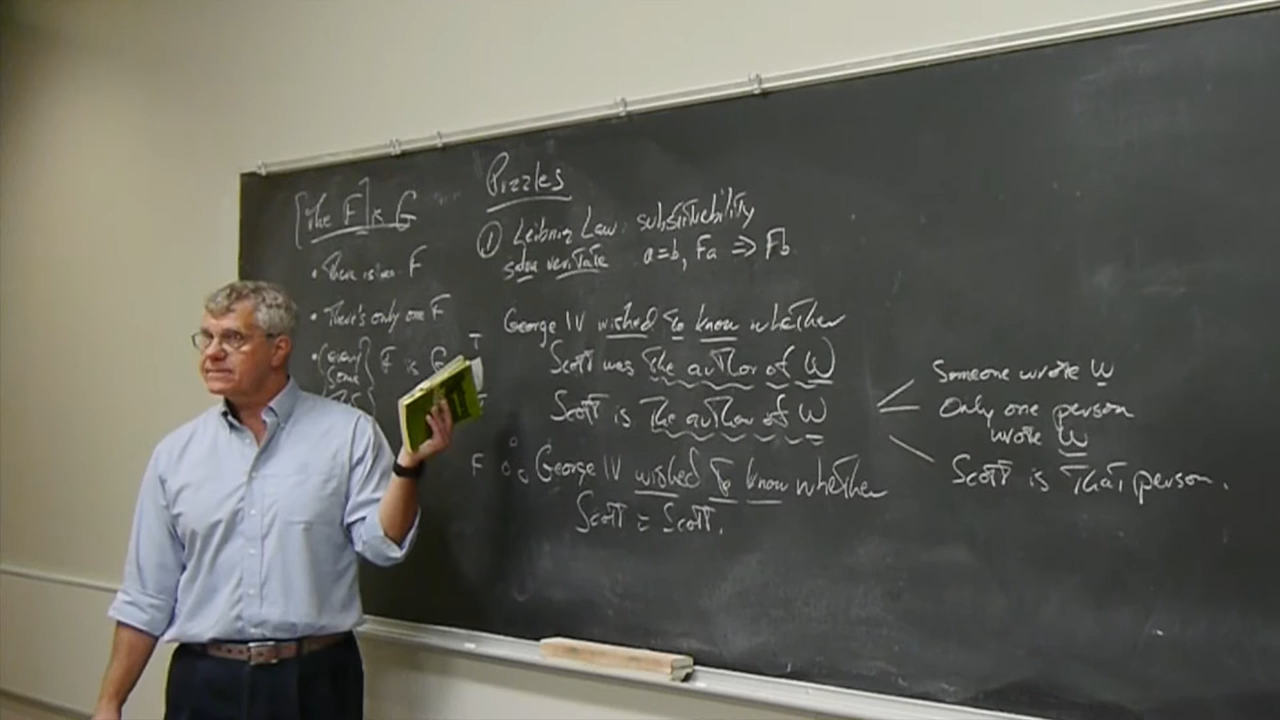 [The F] is G
• There is an F
• There's only one F
• {every some} F is G
Puzzles
① Leibniz Law: substitutibility
salva veritate a=b, Fa ⇒ Fb
T
George IV wished to know whether
Scott was the author of W
Scott is the author of W
F ∴ George IV wished to know whether
Scott = Scott.
Someone wrote W
Only one person
wrote W
Scott is that person.